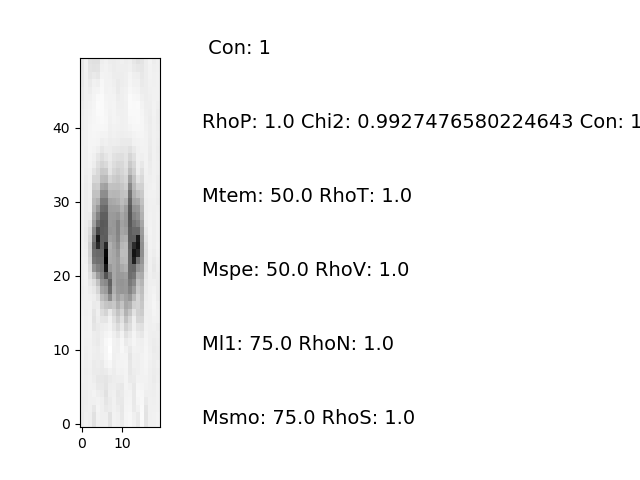 Con: 1
RhoP: 1.0 Chi2: 0.9927476580224643 Con: 1
Mtem: 50.0 RhoT: 1.0
Mspe: 50.0 RhoV: 1.0
Ml1: 75.0 RhoN: 1.0
Msmo: 75.0 RhoS: 1.0
40
30
20
10
0
0 10